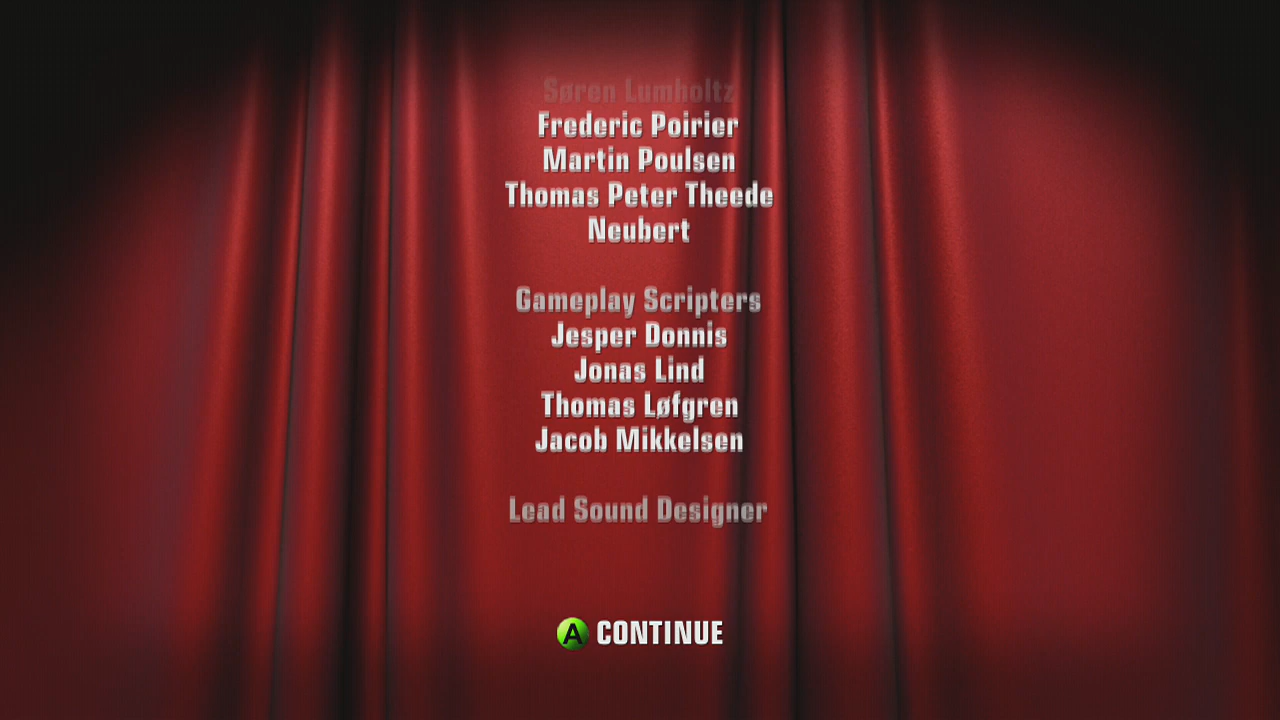 Søren Lumholtz
Frederic Poirier
Martin Poulsen
Thomas Peter Theede
Neubert
Gameplay Scripters
Jesper Donnis
Jonas Lind
Thomas Løfgren
Jacob Mikkelsen
Lead Sound Designer
A CONTINUE